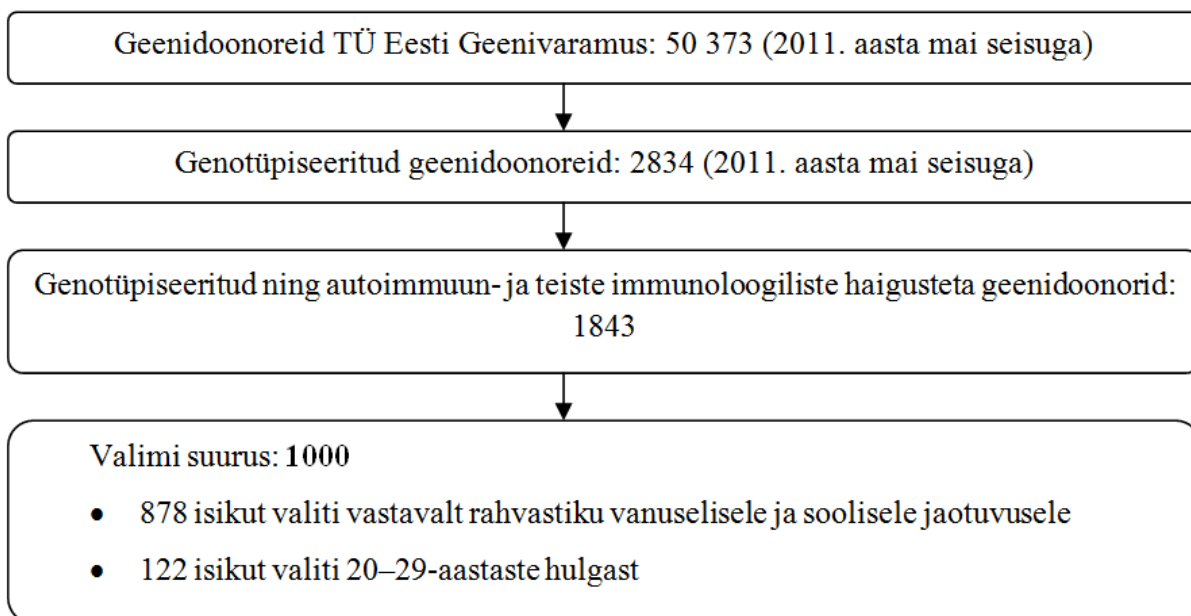 Geenidoonoreid TÜ Eesti Geenivaramus: 50 373 (2011. aasta mai seisuga)
Genotüpiseeritud geenidoonoreid: 2834 (2011. aasta mai seisuga)
Genotüpiseeritud ning autoimmuun- ja teiste immunoloogiliste haigusteta geenidoonorid:
1843
Valimi suurus: 1000
• 878 isikut valiti vastavalt rahvastiku vanuselisele ja soolisele jaotuvusele
• 122 isikut valiti 20–29-aastaste hulgast